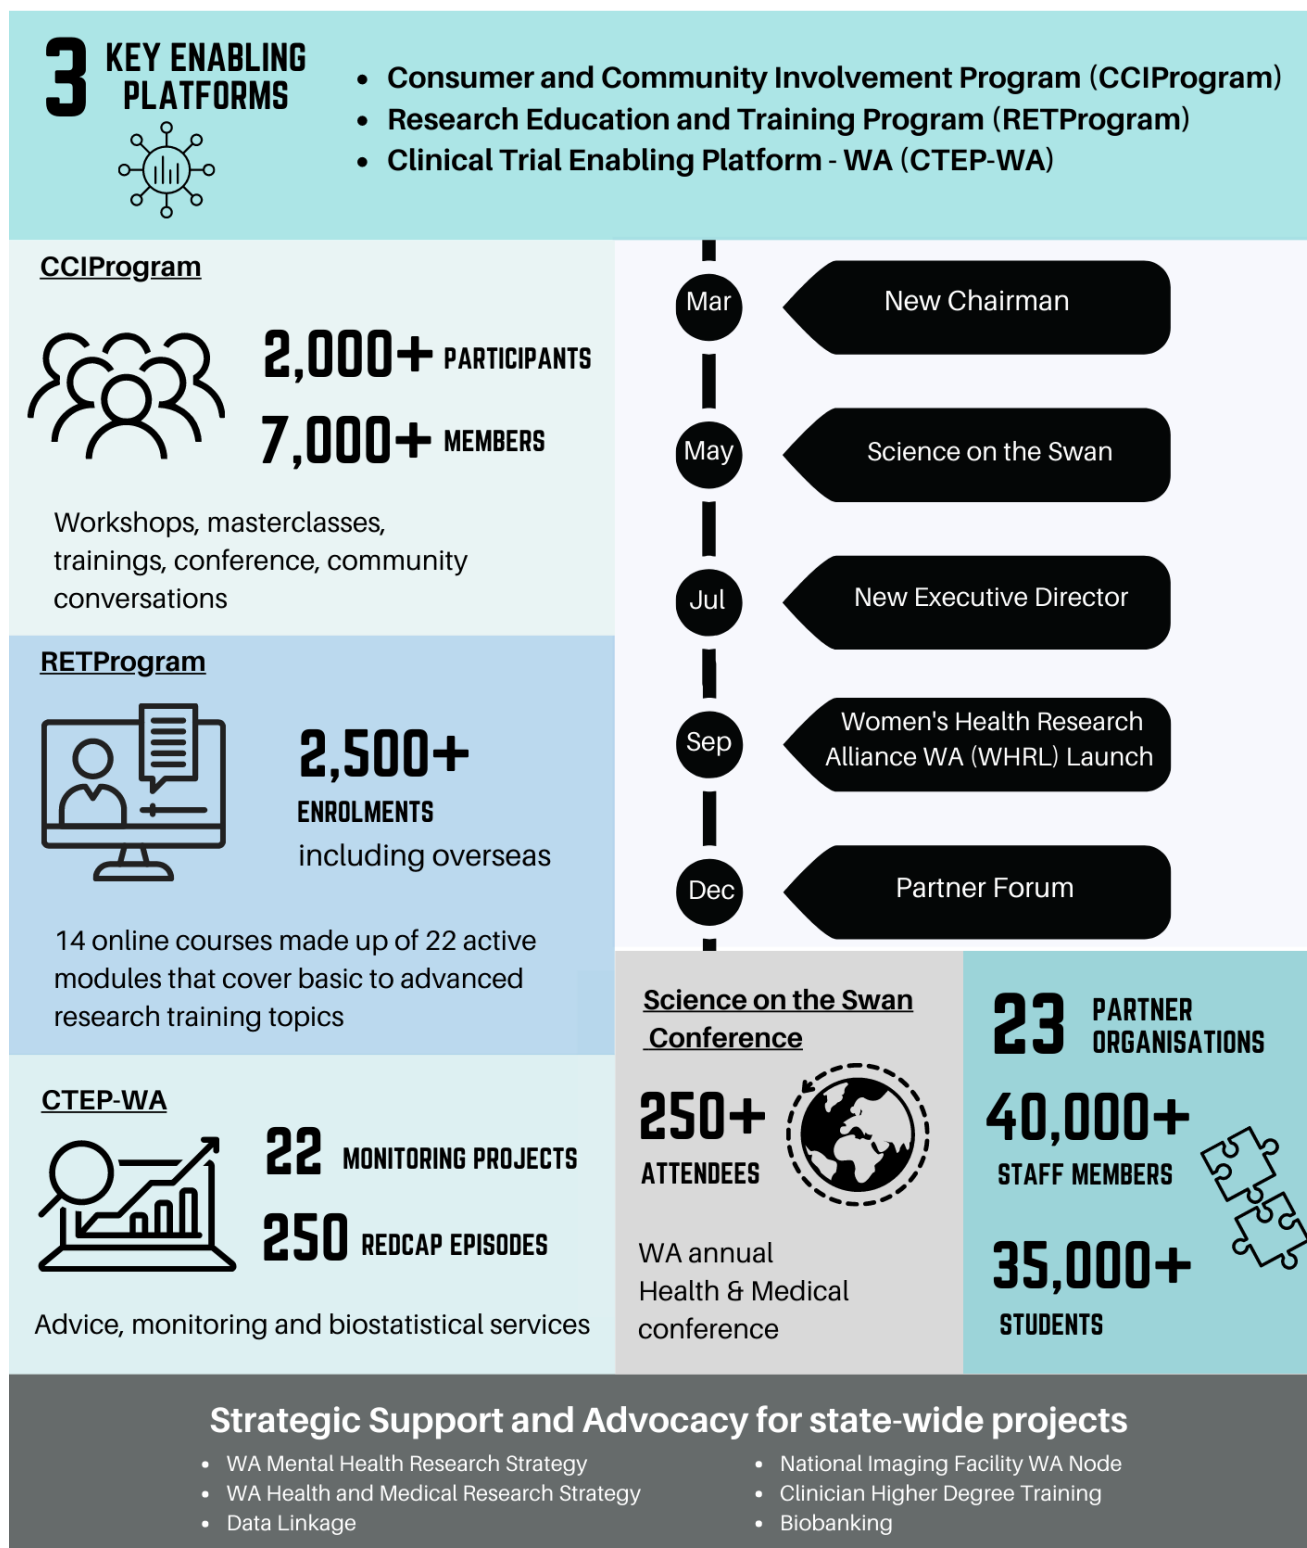 3 KEY ENABLING
PLATFORMS
• Consumer and Community Involvement Program (CCIProgram)
• Research Education and Training Program (RETProgram)
• Clinical Trial Enabling Platform - WA (CTEP-WA)
CCIProgram
2,000+ PARTICIPANTS
7,000+ MEMBERS
Workshops, masterclasses,
trainings, conference, community
conversations
RETProgram
2,500+
ENROLMENTS
including overseas
14 online courses made up of 22 active
modules that cover basic to advanced
research training topics
CTEP-WA
22 MONITORING PROJECTS
250 REDCAP EPISODES
Advice, monitoring and biostatistical services
Mar New Chairman
May Science on the Swan
Jul New Executive Director
Sep Women's Health Research
Alliance WA (WHRL) Launch
Dec Partner Forum
Science on the Swan
Conference
250+
ATTENDEES
WA annual
Health & Medical
conference
23 PARTNER
ORGANISATIONS
40,000+
STAFF MEMBERS
35,000+
STUDENTS
Strategic Support and Advocacy for state-wide projects
• WA Mental Health Research Strategy
• WA Health and Medical Research Strategy
• Data Linkage
• National Imaging Facility WA Node
• Clinician Higher Degree Training
• Biobanking